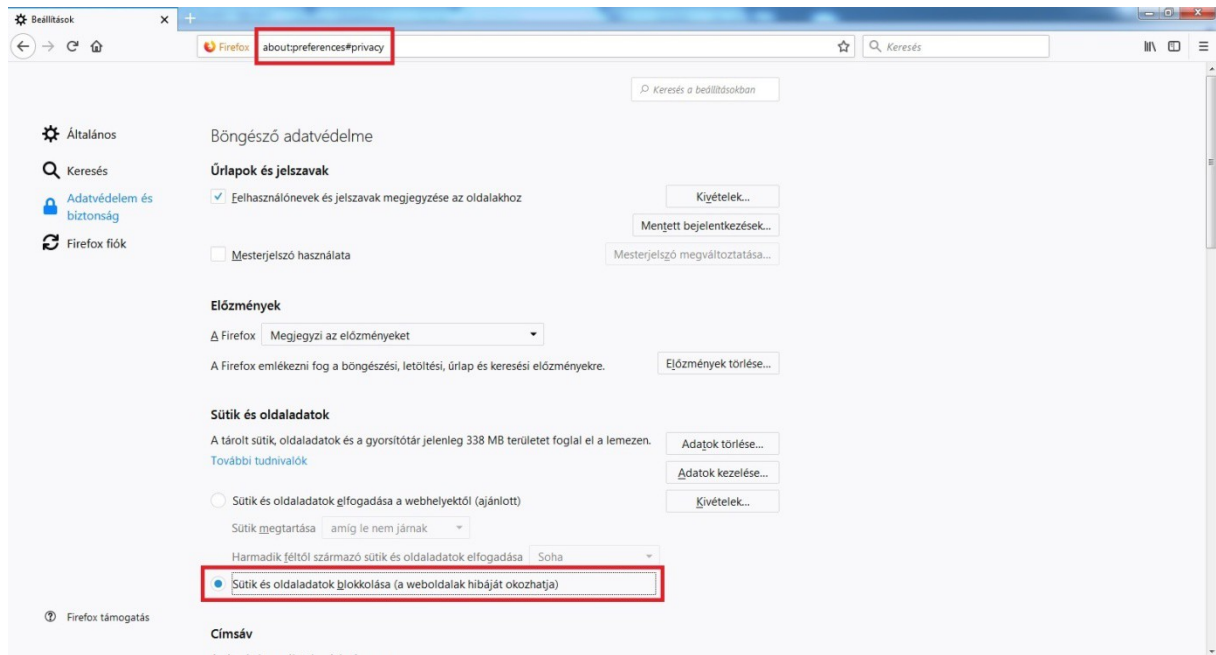 Beállítások
Firefox about:preferences#privacy
Keresés
Keresés a beállításokban
Általános
Keresés
Adatvédelem és
biztonság
Firefox fiók
Firefox támogatás
Böngésző adatvédelme
Űrlapok és jelszavak
Felhasználónevek és jelszavak megjegyzése az oldalakhoz
Kivételek...
Mentett bejelentkezések...
Mesterjelszó használata
Mesterjelszó megváltoztatása...
Előzmények
A Firefox Megjegyzi az előzményeket
A Firefox emlékezni fog a böngészési, letöltési, űrlap és keresési előzményekre.
Előzmények törlése...
Sütik és oldaladatok
A tárolt sütik, oldaladatok és a gyorsítótár jelenleg 338 MB területet foglal el a lemezen.
További tudnivalók
Adatok törlése...
Adatok kezelése...
Sütik és oldaladatok elfogadása a webhelyektől (ajánlott)
Kivételek...
Sütik megtartása amíg le nem járnak
Harmadik féltől származó sütik és oldaladatok elfogadása Soha
Sütik és oldaladatok blokkolása (a weboldalak hibáját okozhatja)
Címsáv